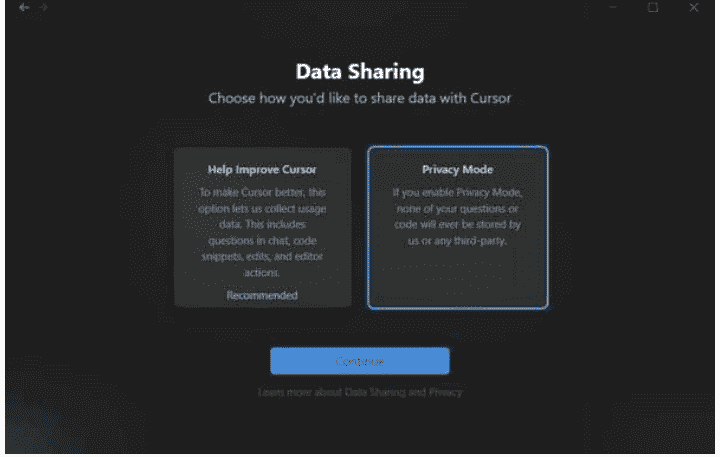 Data Sharing
Choose how you'd like to share data with Cursor
Help Improve Cursor
To make Cursor better, this
option lets us collect usage
data. This includes
questions in chat, code
snippets, edits, and editor
actions.
Recommended
Privacy Mode
If you enable Privacy Mode,
none of your questions or
code will ever be stored by
us or any third-party.
Continue
Learn more about Data Sharing and Privacy